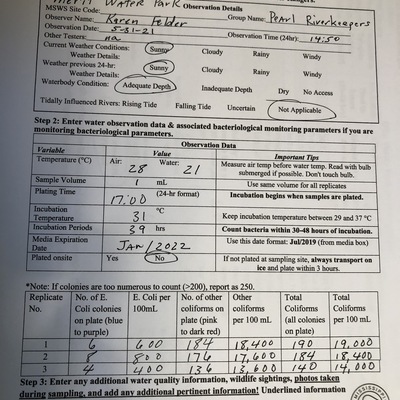 Water Park
Observation Details
MSWS Site Code:
Observer Name: Karen Felder Group Name: Pearl Riverkeepers
Observation Date: 5-31-21 Observation Time (24hr): 14:50
Other Testers: na
Current Weather Conditions: Sunny Cloudy Rainy Windy
Weather Details:
Weather previous 24-hr: Sunny Cloudy Rainy Windy
Weather Details:
Waterbody Condition: Adequate Depth Inadequate Depth Dry No Access
Tidally Influenced Rivers: Rising Tide Falling Tide Uncertain Not Applicable
Step 2: Enter water observation data & associated bacteriological monitoring parameters if you are
monitoring bacteriological parameters.
Observation Data
Variable Value Important Tips
Temperature (°C) Air: 28 Water: 21 Measure air temp before water temp. Read with bulb
submerged if possible. Don't touch bulb.
Sample Volume 1 mL Use same volume for all replicates
Plating Time 17:00 (24-hr format) Incubation begins when samples are plated.
Incubation
Temperature 31 °C Keep incubation temperature between 29 and 37 °C
Incubation Periods 39 hrs Count bacteria within 30-48 hours of incubation.
Media Expiration
Date Jan/2022 Use this date format: Jul/2019 (from media box)
Plated onsite Yes No If not plated at sampling site, always transport on
ice and plate within 3 hours.
*Note: If colonies are too numerous to count (>200), report as 250.
Replicate No. of E. E. Coli per No. of other Other Total Total
No. Coli colonies 100mL coliforms on coliforms Coliforms Coliforms
on plate (blue plate (pink per 100 mL (all colonies per 100 mL
to purple) to dark red) on plate)
1 6 600 184 18,400 190 19,000
2 8 800 176 17,600 184 18,400
3 4 400 136 13,600 140 14,000
Step 3: Enter any additional water quality information, wildlife sightings, photos taken
during sampling, and add any additional pertinent information! Underlined information
MISSISSIPPI